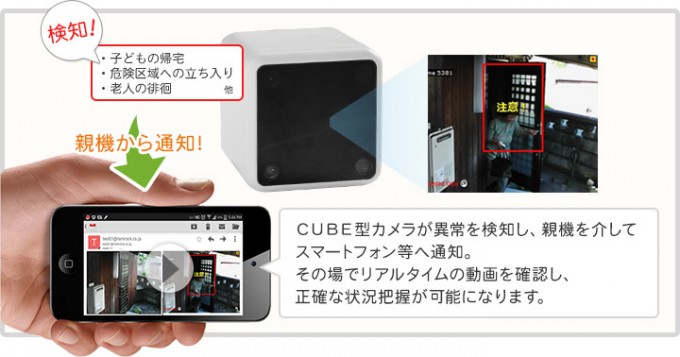 検知!
・子どもの帰宅
・危険区域への立ち入り
・老人の徘徊 他
親機から通知!
注意
CUBE型カメラが異常を検知し、親機を介して
スマートフォン等へ通知。
その場でリアルタイムの動画を確認し、
正確な状況把握が可能になります。
T
注意